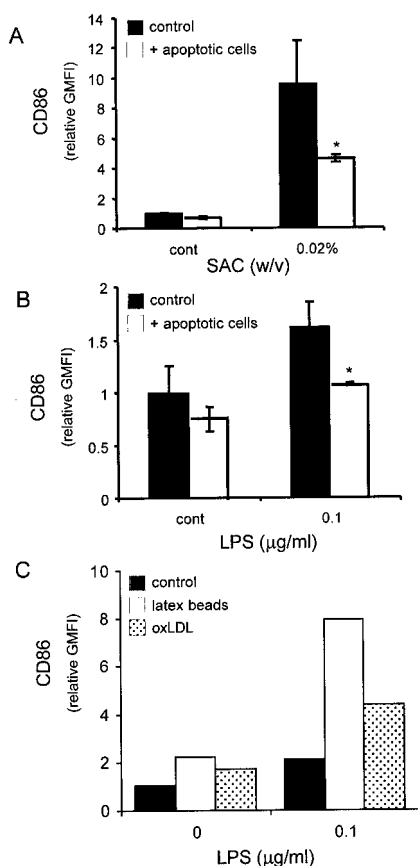 A
control
+ apoptotic cells
CD86
(relative GMFI)
14
12
10
8
6
4
2
0
*
cont
0.02%
SAC (w/v)
B
control
+ apoptotic cells
CD86
(relative GMFI)
2
1.5
1
0.5
0
*
cont
0.1
LPS (µg/ml)
C
control
latex beads
oxLDL
CD86
(relative GMFI)
10
8
6
4
2
0
0
0.1
LPS (µg/ml)